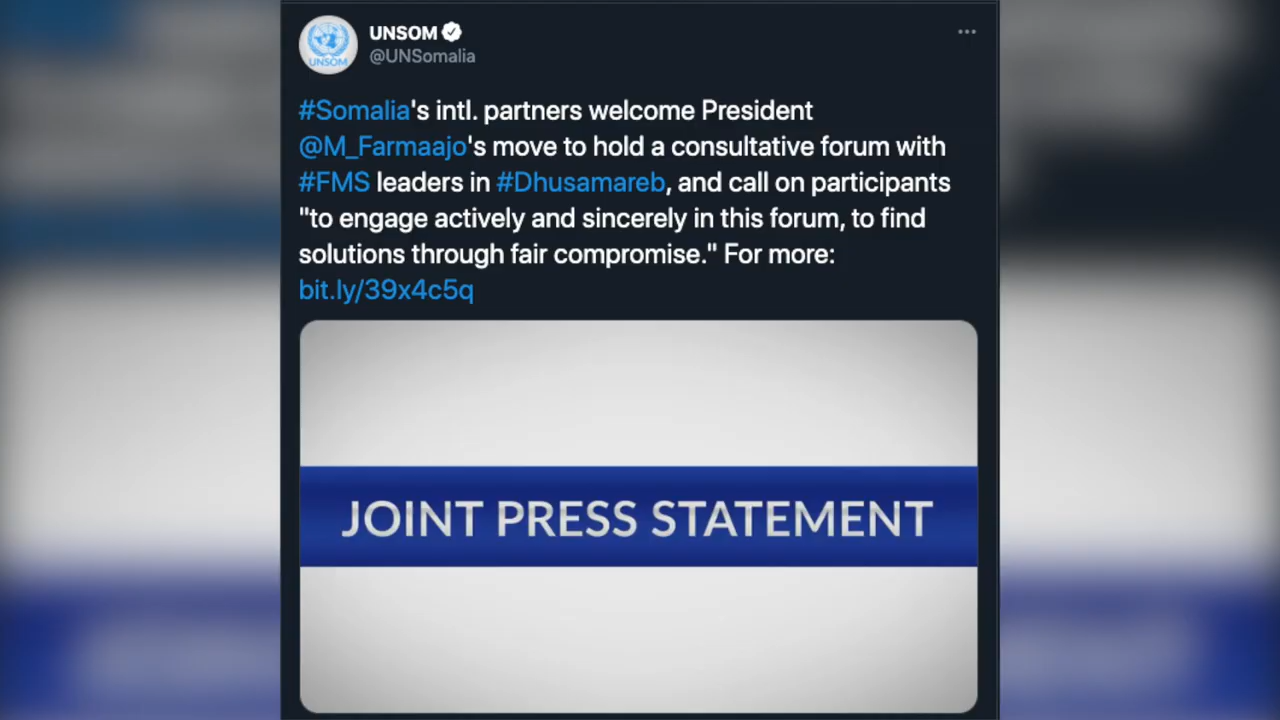 UNSOM
@UNSomalia
UNSOM
#Somalia's intl. partners welcome President
@M_Farmaajo's move to hold a consultative forum with
#FMS leaders in #Dhusamareb, and call on participants
"to engage actively and sincerely in this forum, to find
solutions through fair compromise." For more:
bit.ly/39x4c5q
JOINT PRESS STATEMENT